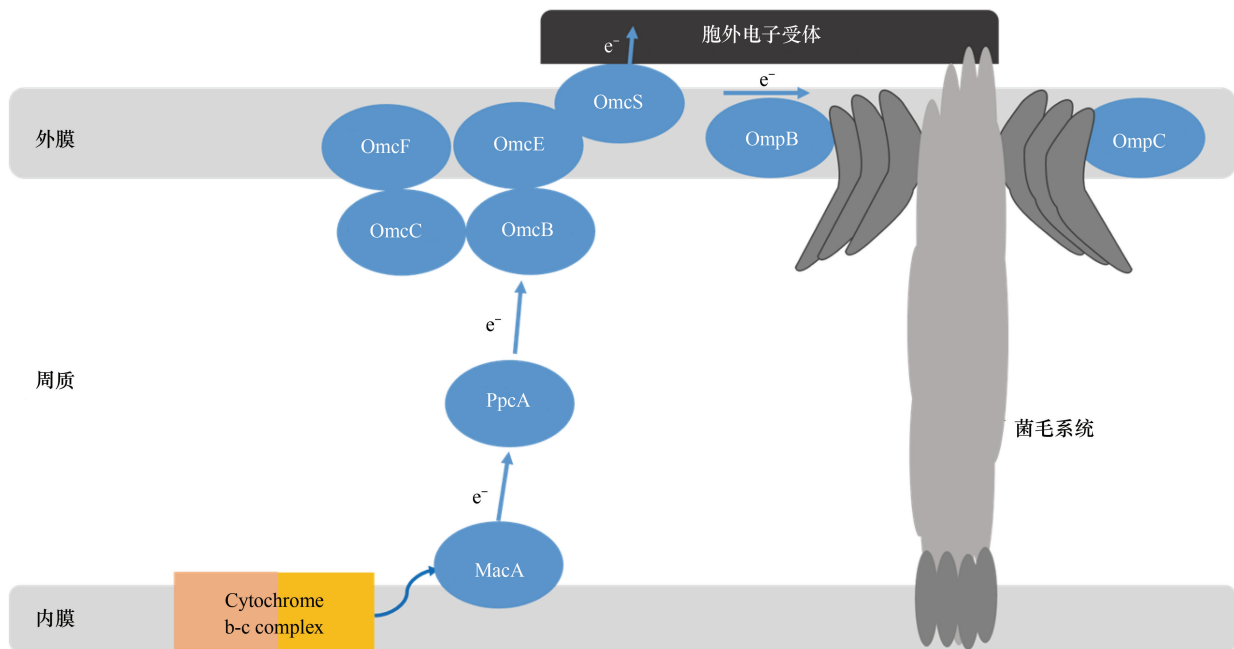 胞外电子受体
e⁻
e⁻
OmcS
外膜
OmcF
OmcE
OmpB
OmpC
OmcC
OmcB
e⁻
周质
PpcA
菌毛系统
e⁻
MacA
Cytochrome
b-c complex
内膜